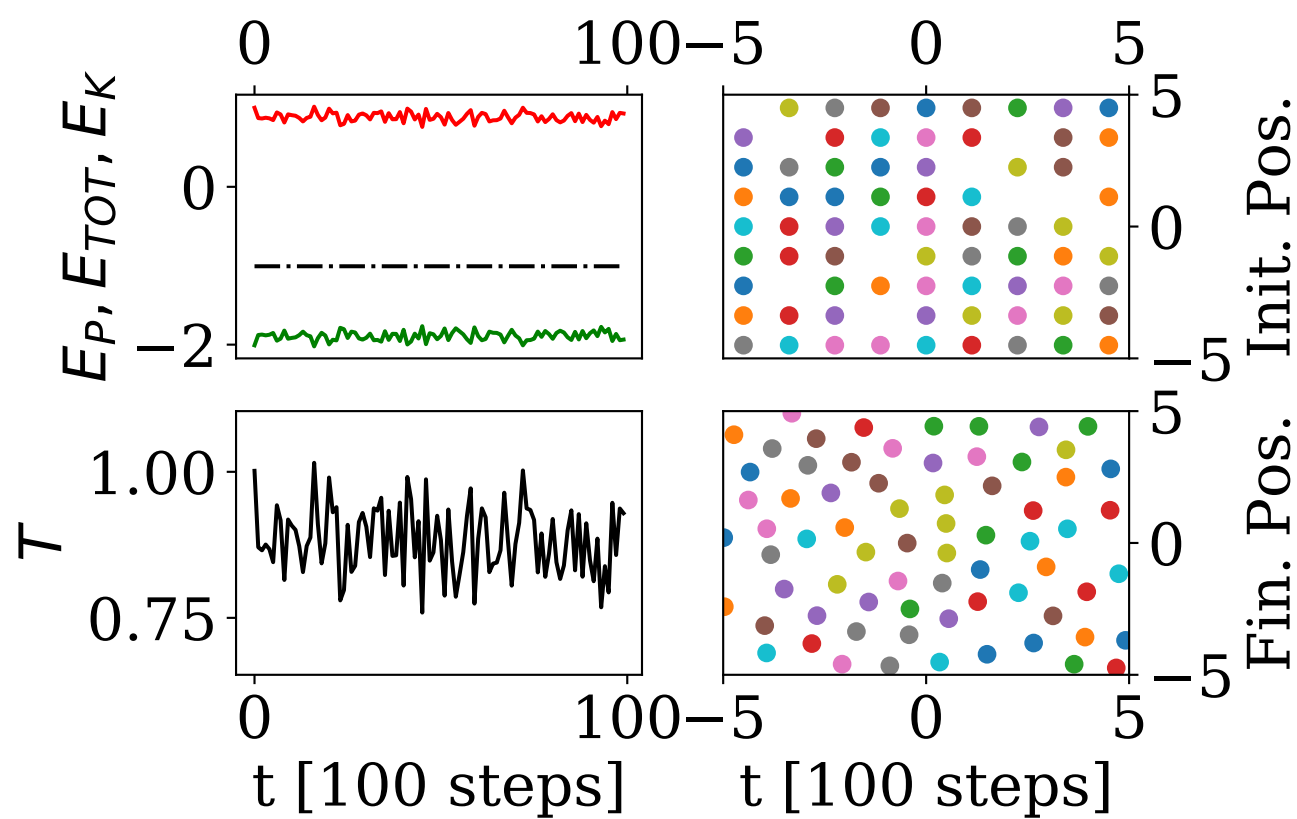 0 100 −5 0 5
E_P, E_TOT, E_K
0
−2
5
0
−5
Init. Pos.
T
1.00
0.75
5
0
−5
Fin. Pos.
0 100 −5 0 5
t [100 steps] t [100 steps]